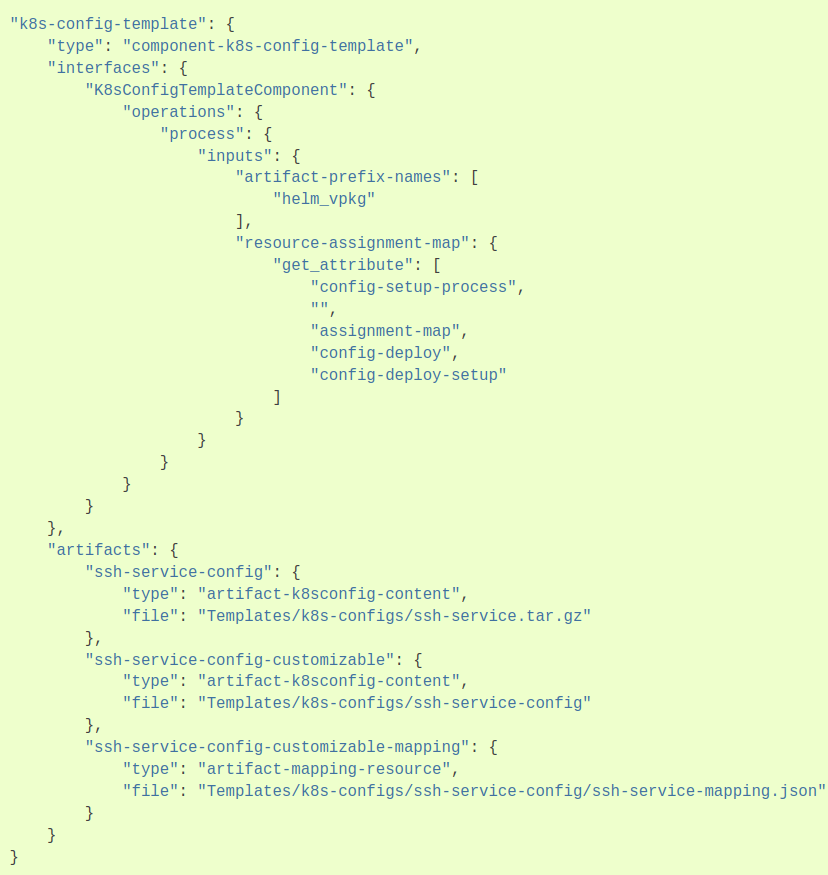 "k8s-config-template": {
    "type": "component-k8s-config-template",
    "interfaces": {
        "K8sConfigTemplateComponent": {
            "operations": {
                "process": {
                    "inputs": {
                        "artifact-prefix-names": [
                            "helm_vpkg"
                        ],
                        "resource-assignment-map": {
                            "get_attribute": [
                                "config-setup-process",
                                "",
                                "assignment-map",
                                "config-deploy",
                                "config-deploy-setup"
                            ]
                        }
                    }
                }
            }
        }
    },
    "artifacts": {
        "ssh-service-config": {
            "type": "artifact-k8sconfig-content",
            "file": "Templates/k8s-configs/ssh-service.tar.gz"
        },
        "ssh-service-config-customizable": {
            "type": "artifact-k8sconfig-content",
            "file": "Templates/k8s-configs/ssh-service-config"
        },
        "ssh-service-config-customizable-mapping": {
            "type": "artifact-mapping-resource",
            "file": "Templates/k8s-configs/ssh-service-config/ssh-service-mapping.json"
        }
    }
}